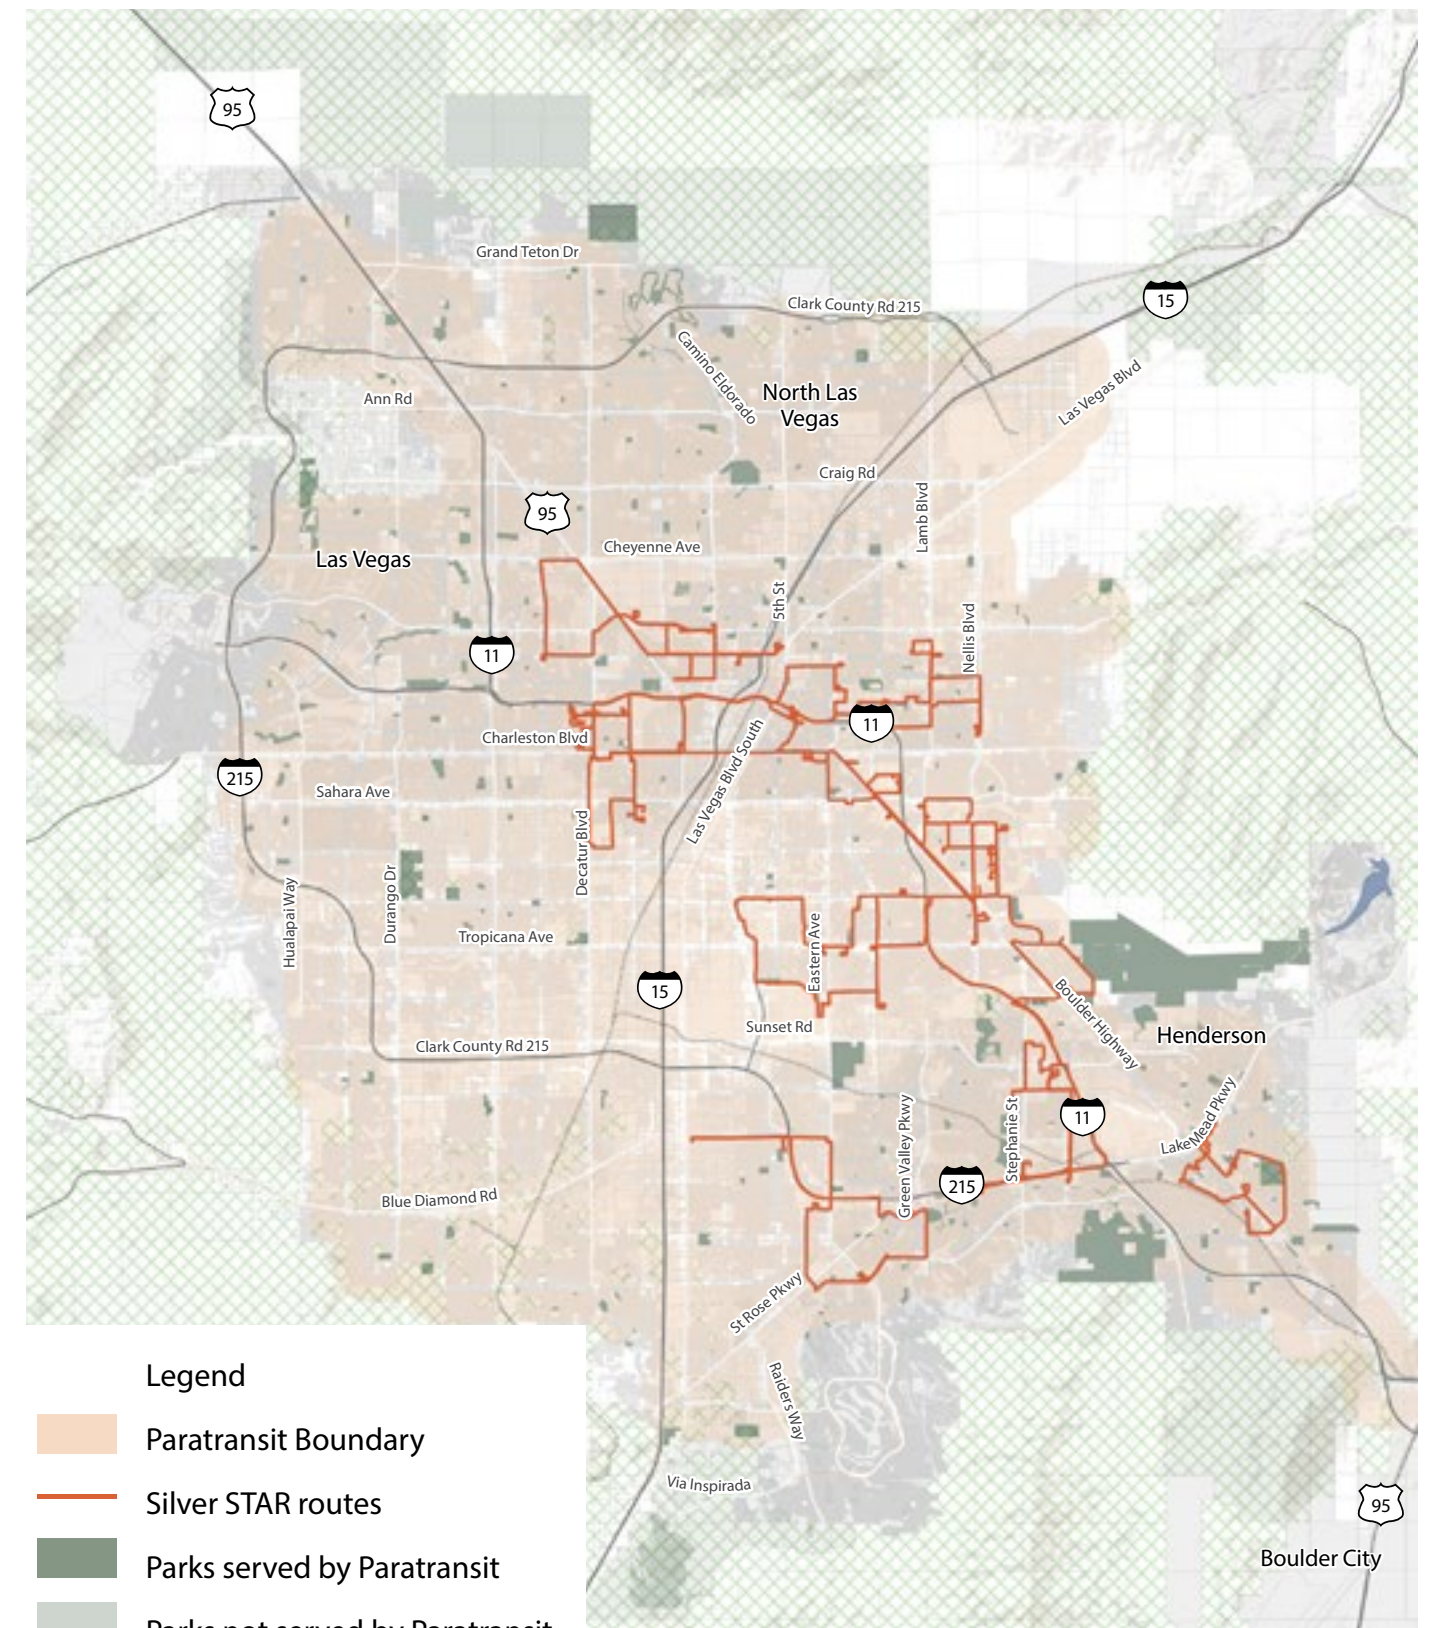 95
Grand Teton Dr
15
Clark County Rd 215
Camino Eldorado
North Las
Vegas
Las Vegas Blvd
Ann Rd
Craig Rd
Lamb Blvd
95
Las Vegas
Cheyenne Ave
5th St
Nellis Blvd
11
11
Charleston Blvd
Las Vegas Blvd South
215
Sahara Ave
Decatur Blvd
Hualapai Way
Durango Dr
Tropicana Ave
Eastern Ave
15
Boulder Highway
Sunset Rd
Henderson
Clark County Rd 215
Green Valley Pkwy
Stephanie St
11
Lake Mead Pkwy
215
Blue Diamond Rd
St Rose Pkwy
Raiders Way
Via Inspirada
95
Boulder City
Legend
Paratransit Boundary
Silver STAR routes
Parks served by Paratransit
Parks not served by Paratransit